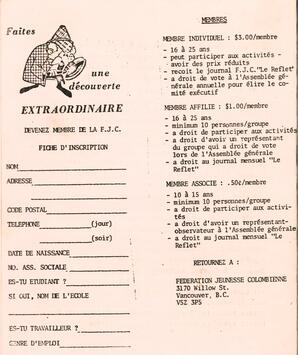 Faites
une
découverte
EXTRAORDINAIRE
DEVENEZ MEMBRE DE LA F.J.C.
FICHE D'INSCRIPTION
NOM
ADRESSE
CODE POSTAL
TELEPHONE (jour)
(soir)
DATE DE NAISSANCE
NO. ASS. SOCIALE
ES-TU ETUDIANT ?
SI OUI, NOM DE L'ECOLE
ES-TU TRAVAILLEUR ?
GENRE D'EMPLOI
MEMBRES
MEMBRE INDIVIDUEL : $3.00/membre
- 16 à 25 ans
- peut participer aux activités -
avoir des prix réduits
- reçoit le journal F.J.C."Le Reflet"
- a droit de vote à l'Assemblée gé-
nérale annuelle pour élire le co-
mité exécutif
MEMBRE AFFILIE : $1.00/membre
- 16 à 25 ans
- minimum 10 personnes/groupe
- a droit de participer aux activités
- a droit d'avoir un représentant
du groupe qui a droit de vote
lors de l'Assemblée générale
- a droit au journal mensuel "Le
Reflet"
MEMBRE ASSOCIE : .50¢/membre
- 10 à 15 ans
- minimum 10 personnes/groupe
- a droit de participer aux activi-
tés
- a droit d'avoir un représentant-
observateur à l'Assemblée générale
- a droit au journal mensuel "Le
Reflet"
RETOURNEZ A :
FEDERATION JEUNESSE COLOMBIENNE
3170 Willow St.
Vancouver, B.C.
V5Z 3P5